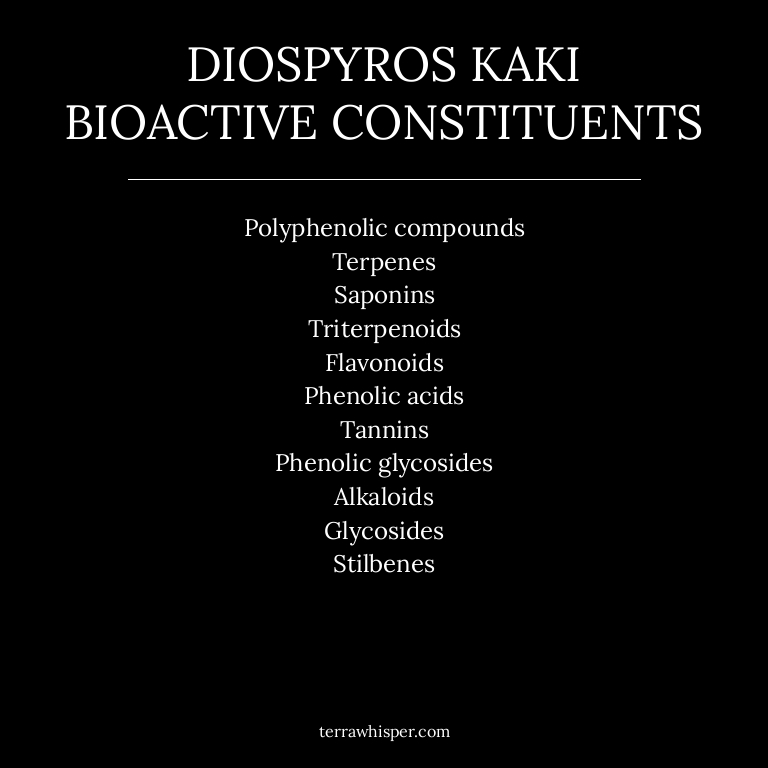 DIOSPYROS KAKI
BIOACTIVE CONSTITUENTS
Polyphenolic compounds
Terpenes
Saponins
Triterpenoids
Flavonoids
Phenolic acids
Tannins
Phenolic glycosides
Alkaloids
Glycosides
Stilbenes
terrawhisper.com